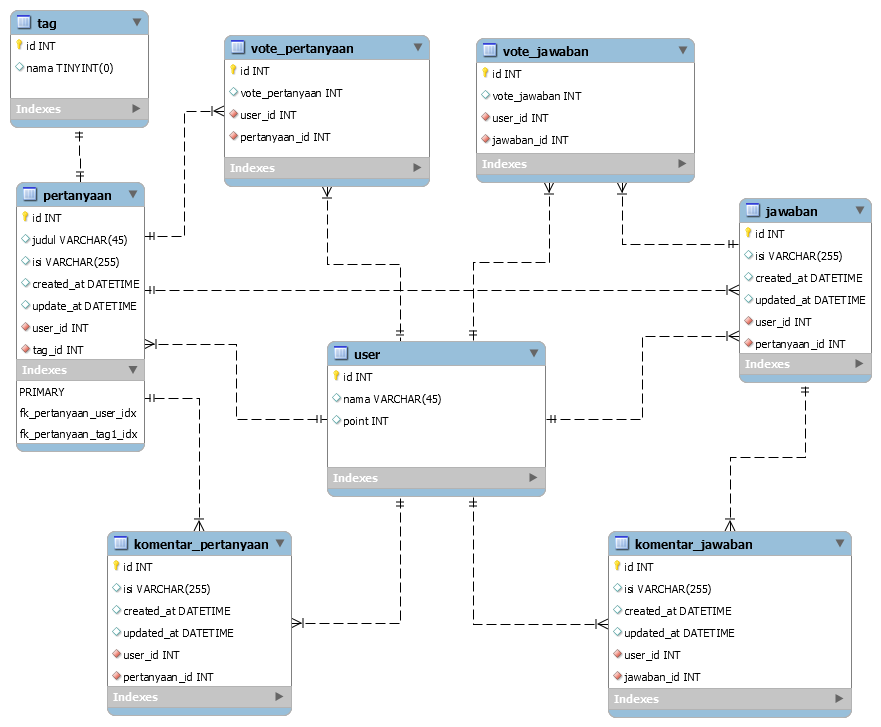 tag
id INT
nama TINYINT(0)
Indexes
vote_pertanyaan
id INT
vote_pertanyaan INT
user_id INT
pertanyaan_id INT
Indexes
vote_jawaban
id INT
vote_jawaban INT
user_id INT
jawaban_id INT
Indexes
pertanyaan
id INT
judul VARCHAR(45)
isi VARCHAR(255)
created_at DATETIME
update_at DATETIME
user_id INT
tag_id INT
Indexes
PRIMARY
fk_pertanyaan_user_idx
fk_pertanyaan_tag1_idx
jawaban
id INT
isi VARCHAR(255)
created_at DATETIME
updated_at DATETIME
user_id INT
pertanyaan_id INT
Indexes
user
id INT
nama VARCHAR(45)
point INT
Indexes
komentar_pertanyaan
id INT
isi VARCHAR(255)
created_at DATETIME
updated_at DATETIME
user_id INT
pertanyaan_id INT
Indexes
komentar_jawaban
id INT
isi VARCHAR(255)
created_at DATETIME
updated_at DATETIME
user_id INT
jawaban_id INT
Indexes